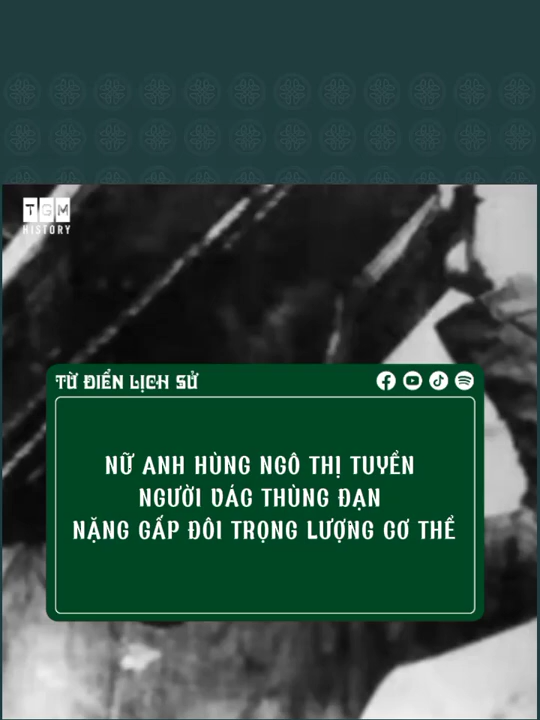 TGM
HISTORY
TỪ ĐIỂN LỊCH SỬ
NỮ ANH HÙNG NGÔ THỊ TUYỂN
NGƯỜI VÁC THÙNG ĐẠN
NẶNG GẤP ĐÔI TRỌNG LƯỢNG CƠ THỂ